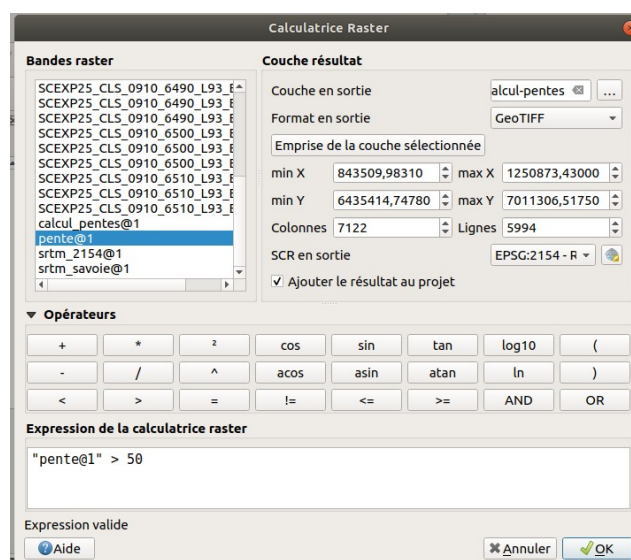 Calculatrice Raster
Bandes raster
SCEXP25_CLS_0910_6490_L93_E
SCEXP25_CLS_0910_6490_L93_E
SCEXP25_CLS_0910_6500_L93_E
SCEXP25_CLS_0910_6500_L93_E
SCEXP25_CLS_0910_6500_L93_E
SCEXP25_CLS_0910_6500_L93_E
SCEXP25_CLS_0910_6510_L93_E
SCEXP25_CLS_0910_6510_L93_E
SCEXP25_CLS_0910_6510_L93_E
calcul_pentes@1
pente@1
srtm_2154@1
srtm_savoie@1
Couche résultat
Couche en sortie alcul-pentes ...
Format en sortie GeoTIFF
Emprise de la couche sélectionnée
min X 843509,98310 max X 1250873,43000
min Y 6435414,74780 max Y 7011306,51750
Colonnes 7122 Lignes 5994
SCR en sortie EPSG:2154 - R
Ajouter le résultat au projet
Opérateurs
+ * ² cos sin tan log10 (
- / ^ acos asin atan ln )
< > = != <= >= AND OR
Expression de la calculatrice raster
"pente@1" > 50
Expression valide
Aide Annuler OK